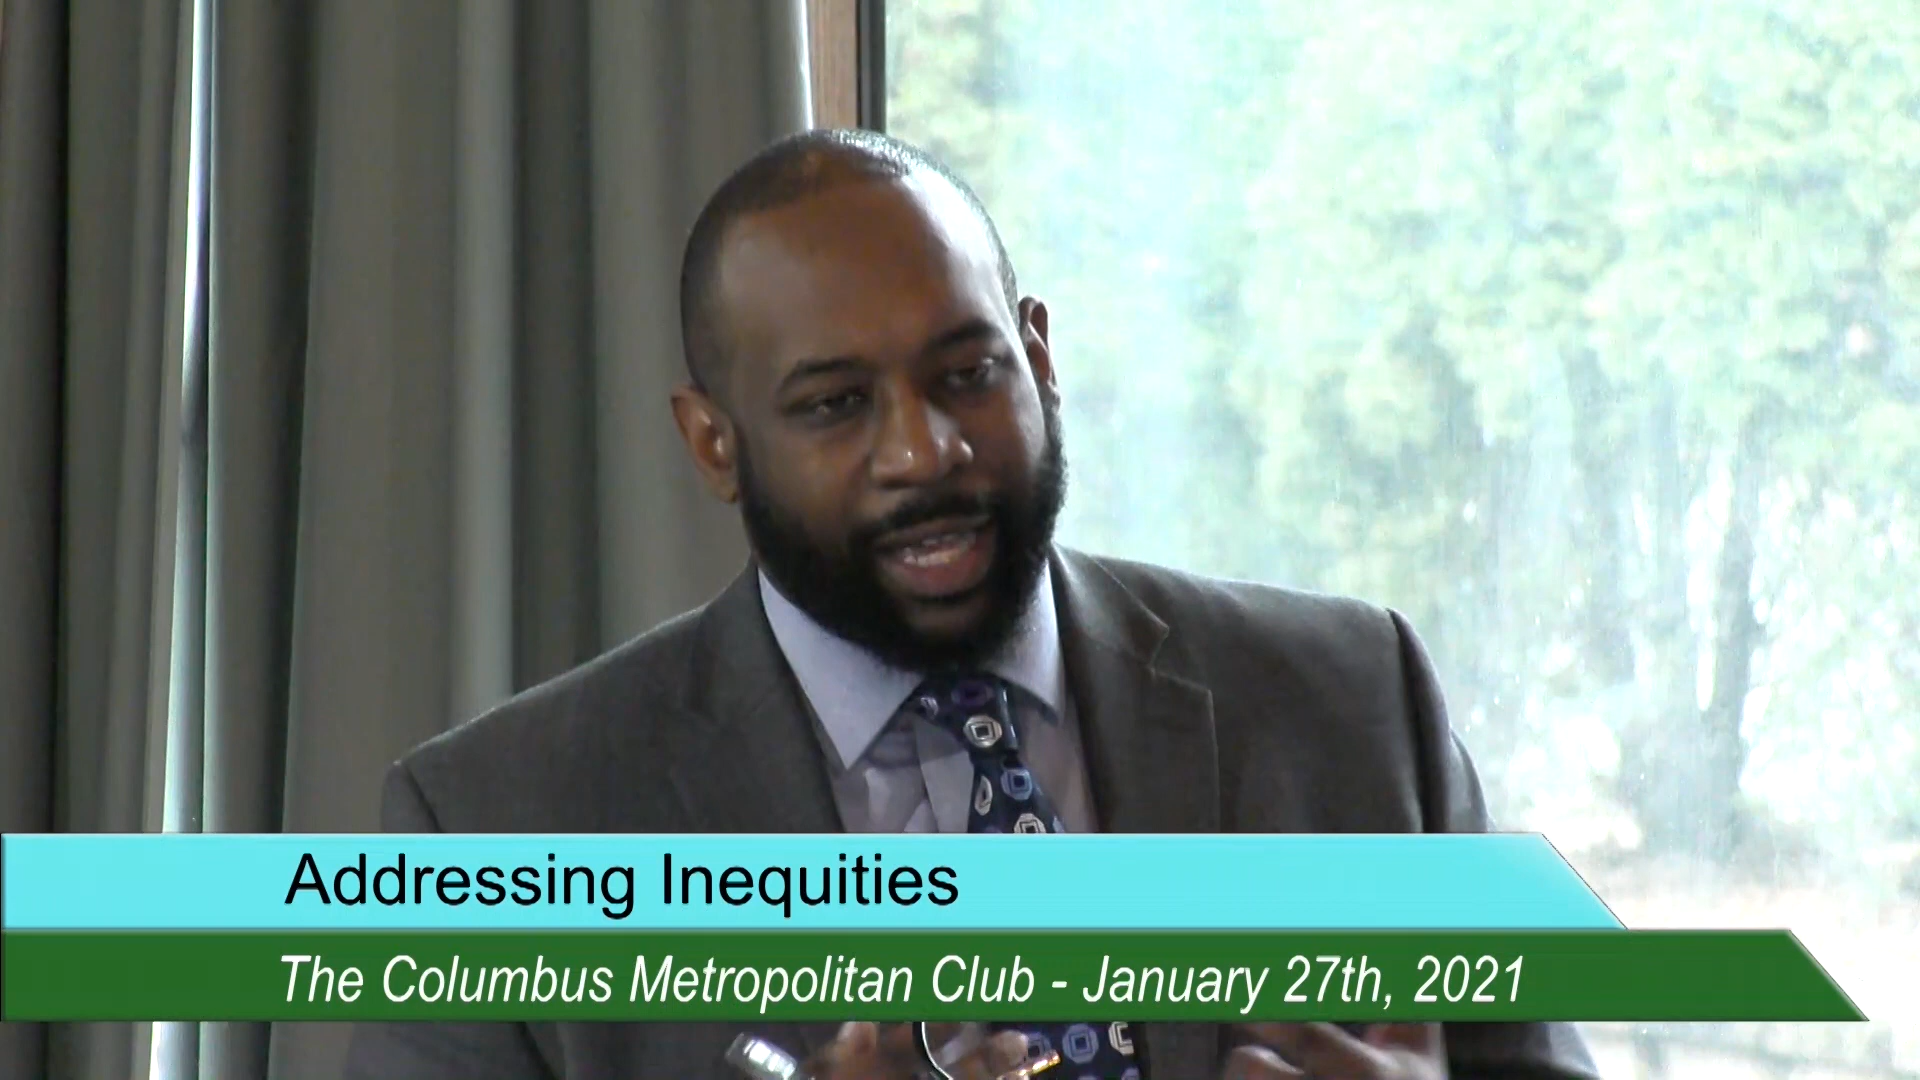 Addressing Inequities
The Columbus Metropolitan Club - January 27th, 2021